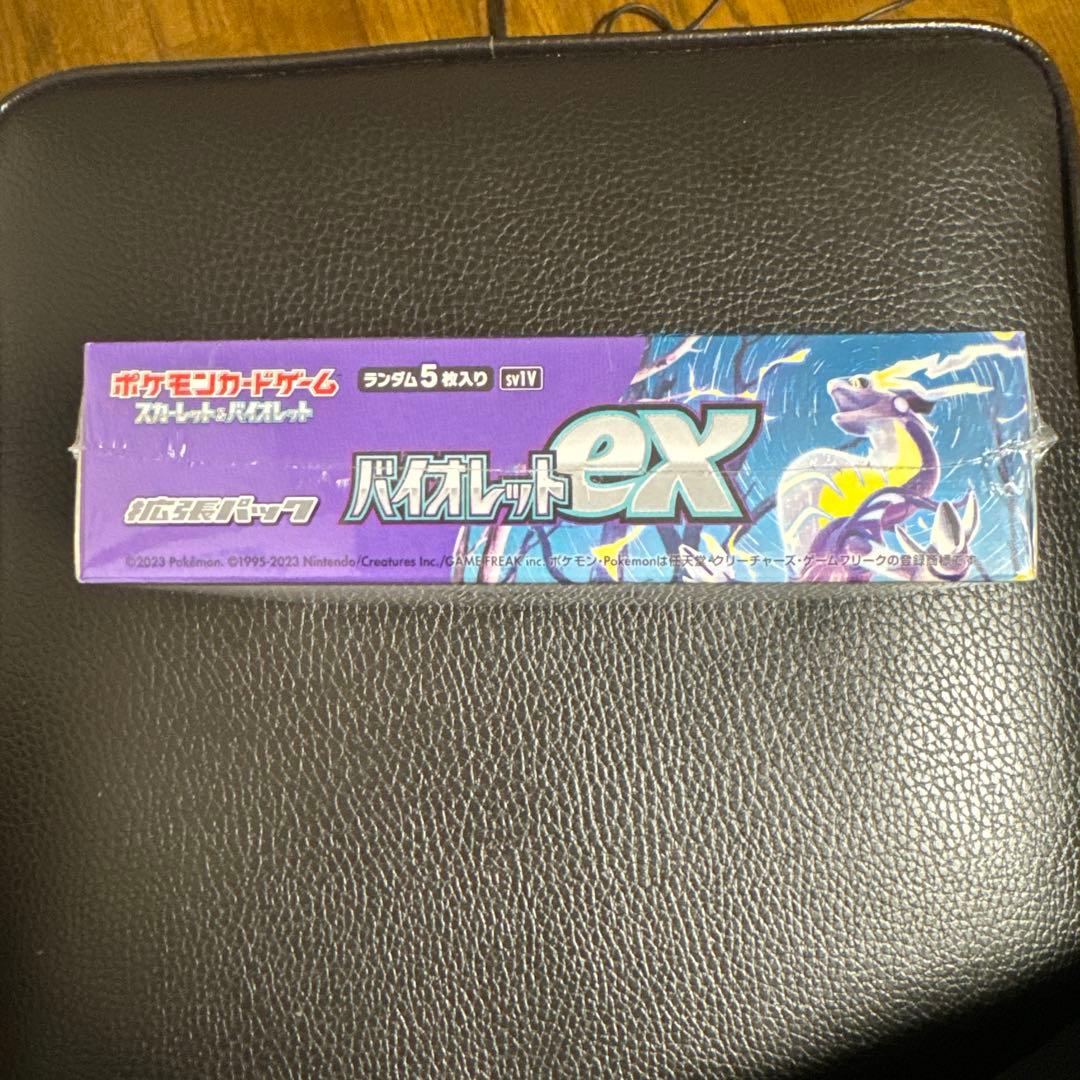 ポケモンカードゲーム
スカーレット&バイオレット
ランダム5枚入り sv1V
バイオレットex
拡張パック
©2023 Pokémon. ©1995-2023 Nintendo/Creatures Inc./GAME FREAK inc. ポケモン・Pokémonは任天堂・クリーチャーズ・ゲームフリークの登録商標です